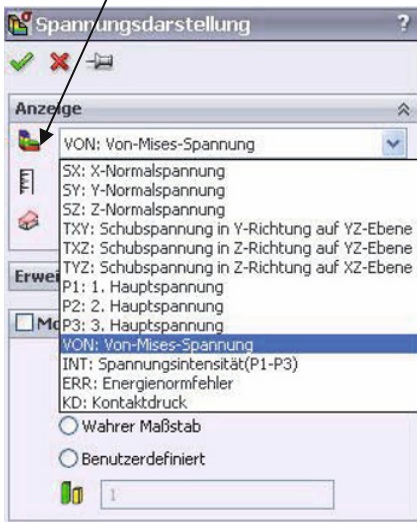 Spannungsdarstellung ?
Anzeige
VON: Von-Mises-Spannung
SX: X-Normalspannung
SY: Y-Normalspannung
SZ: Z-Normalspannung
TXY: Schubspannung in Y-Richtung auf YZ-Ebene
TXZ: Schubspannung in Z-Richtung auf YZ-Ebene
TYZ: Schubspannung in Z-Richtung auf XZ-Ebene
Erwei
P1: 1. Hauptspannung
P2: 2. Hauptspannung
P3: 3. Hauptspannung
VON: Von-Mises-Spannung
INT: Spannungsintensität(P1-P3)
ERR: Energienormfehler
KD: Kontaktdruck
Wahrer Maßstab
Benutzerdefiniert
1